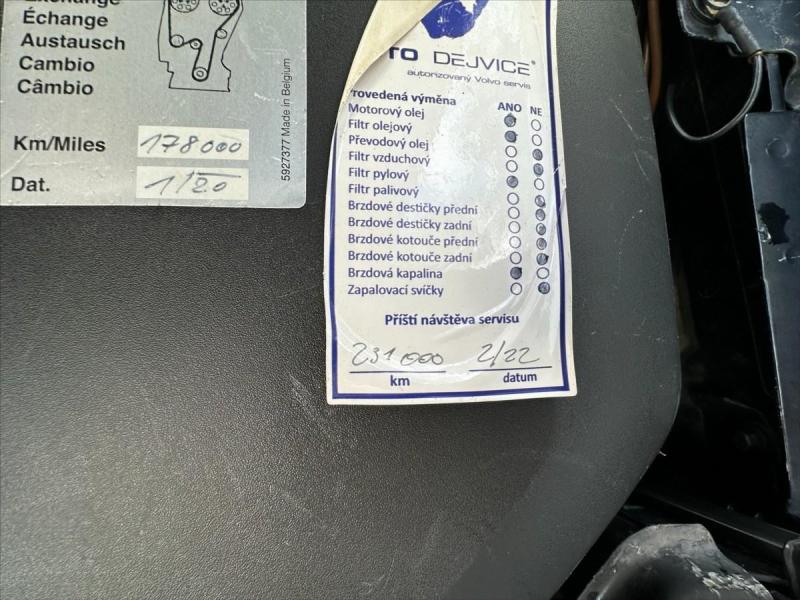 Échange
Austausch
Cambio
Câmbio
Km/Miles 178000
Dat. 1/20
5927377 Made in Belgium
DEJVICE®
autorizovaný Volvo servis
rovedená výměna ANO NE
Motorový olej
Filtr olejový
Převodový olej
Filtr vzduchový
Filtr pylový
Filtr palivový
Brzdové destičky přední
Brzdové destičky zadní
Brzdové kotouče přední
Brzdové kotouče zadní
Brzdová kapalina
Zapalovací svíčky
Příští návštěva servisu
231000 2/22
km datum